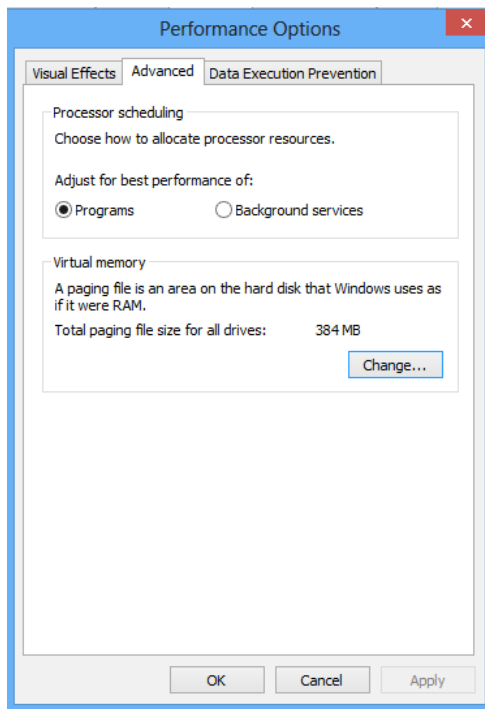 Performance Options
Visual Effects Advanced Data Execution Prevention
Processor scheduling
Choose how to allocate processor resources.
Adjust for best performance of:
Programs Background services
Virtual memory
A paging file is an area on the hard disk that Windows uses as
if it were RAM.
Total paging file size for all drives: 384 MB
Change...
OK Cancel Apply